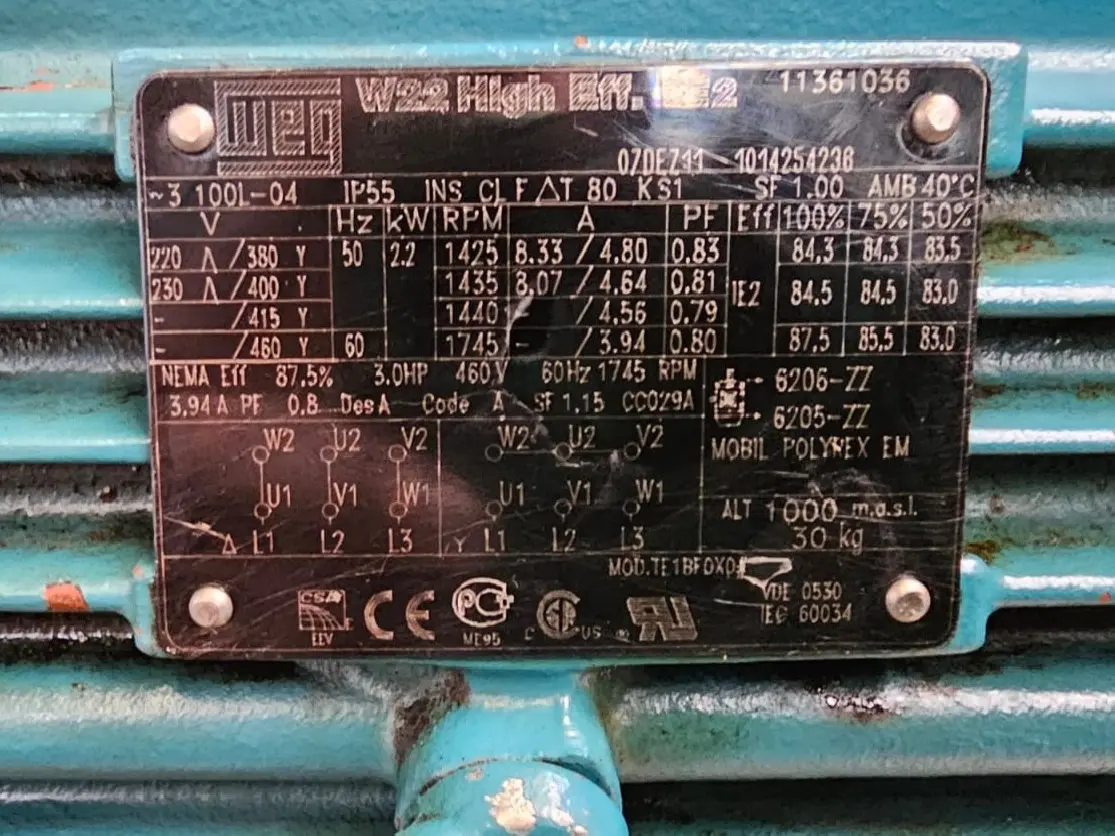 weg W22 High Eff. IE2 11361036
07DEZ11 1014254236
~3 100L-04 IP55 INS CL F ΔT 80 K S1 SF 1.00 AMB 40°C
V Hz kW RPM A PF Eff 100% 75% 50%
220 Δ/380 Y 50 2.2 1425 8.33/4.80 0.83 84,3 84,3 83.5
230 Δ/400 Y 1435 8,07/4.64 0.81 IE2 84,5 84,5 83.0
- /415 Y 1440 - /4.56 0.79
- /460 Y 60 1745 - /3.94 0.80 87,5 85,5 83.0
NEMA Eff 87.5% 3.0HP 460V 60Hz 1745 RPM
3,94 A PF 0.8 Des A Code A SF 1.15 CC029A
6206-ZZ
6205-ZZ
MOBIL POLYREX EM
W2 U2 V2 W2 U2 V2
U1 V1 W1 U1 V1 W1
Δ L1 L2 L3 Y L1 L2 L3
ALT 1000 m.a.s.l.
30 kg
MOD.TE1BF0X0
VDE 0530
IEC 60034
CSA EEV CE ME95 C US